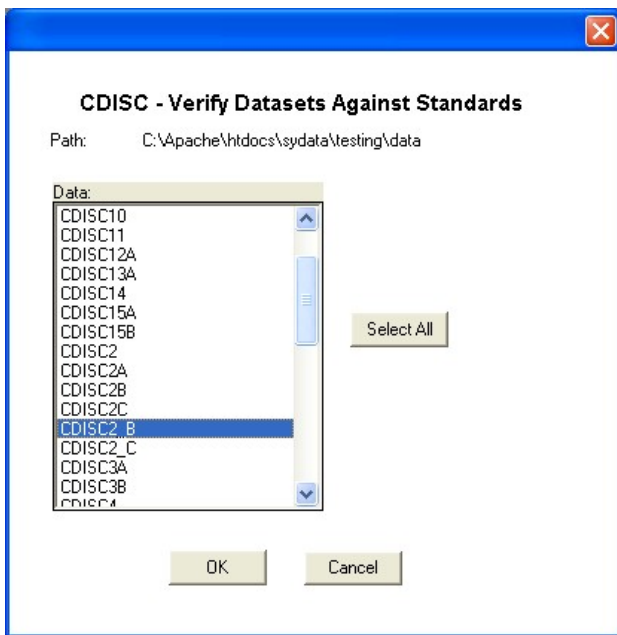 CDISC - Verify Datasets Against Standards
Path: C:\Apache\htdocs\sydata\testing\data
Data:
CDISC10
CDISC11
CDISC12A
CDISC13A
CDISC14
CDISC15A
CDISC15B
CDISC2
CDISC2A
CDISC2B
CDISC2C
CDISC2_B
CDISC2_C
CDISC3A
CDISC3B
CDISC4
Select All
OK Cancel